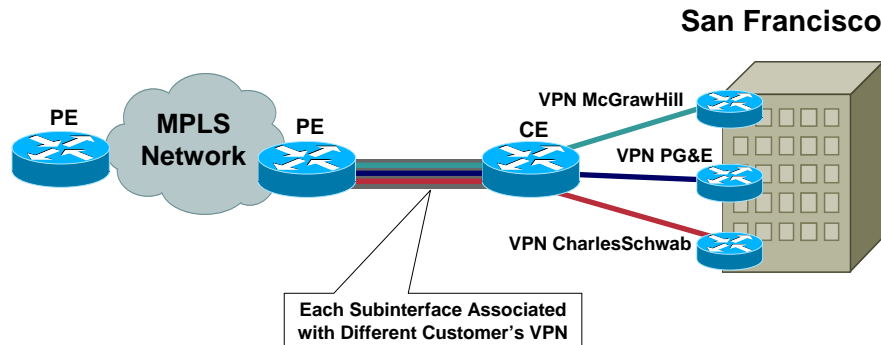 San Francisco
PE
MPLS
Network
PE
CE
VPN McGrawHill
VPN PG&E
VPN CharlesSchwab
Each Subinterface Associated
with Different Customer's VPN